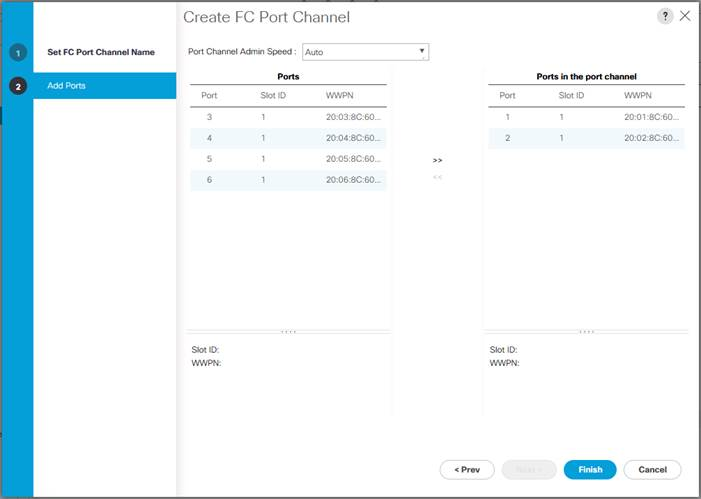 Create FC Port Channel
?
1 Set FC Port Channel Name
2 Add Ports
Port Channel Admin Speed : Auto
Ports
Port Slot ID WWPN
3 1 20:03:8C:60...
4 1 20:04:8C:60...
5 1 20:05:8C:60...
6 1 20:06:8C:60...
>>
<<
Ports in the port channel
Port Slot ID WWPN
1 1 20:01:8C:60...
2 1 20:02:8C:60...
Slot ID:
WWPN:
Slot ID:
WWPN:
< Prev
Next >
Finish
Cancel